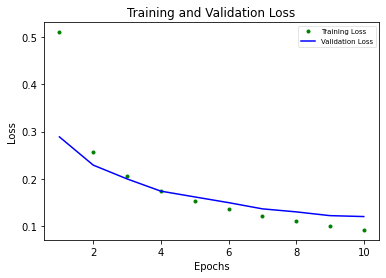 Training and Validation Loss
Training Loss
Validation Loss
Loss
0.5
0.4
0.3
0.2
0.1
2 4 6 8 10
Epochs